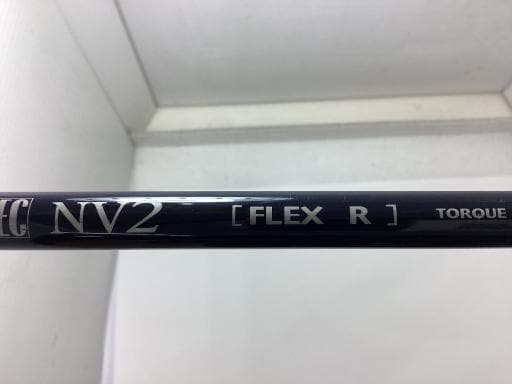 NV2 [FLEX R] TORQUE